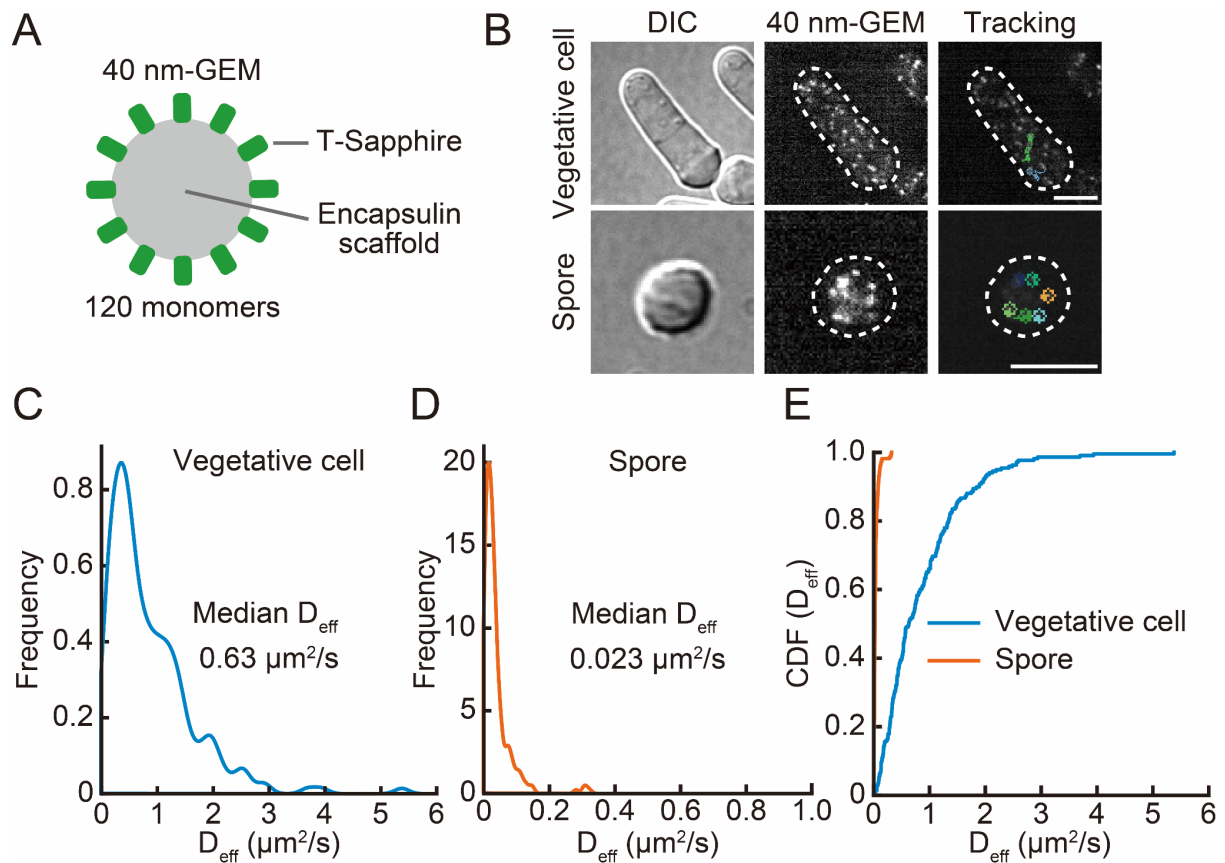 A
40 nm-GEM
T-Sapphire
Encapsulin
scaffold
120 monomers
B
DIC
40 nm-GEM
Tracking
Vegetative cell
Spore
C
Vegetative cell
Frequency
0.8
0.6
0.4
0.2
0
Median Deff
0.63 µm²/s
0 1 2 3 4 5 6
Deff (µm²/s)
D
Spore
Frequency
20
15
10
5
0
Median Deff
0.023 µm²/s
0 0.2 0.4 0.6 0.8 1.0
Deff (µm²/s)
E
CDF (Deff)
1.0
0.8
0.6
0.4
0.2
0
Vegetative cell
Spore
0 1 2 3 4 5 6
Deff (µm²/s)